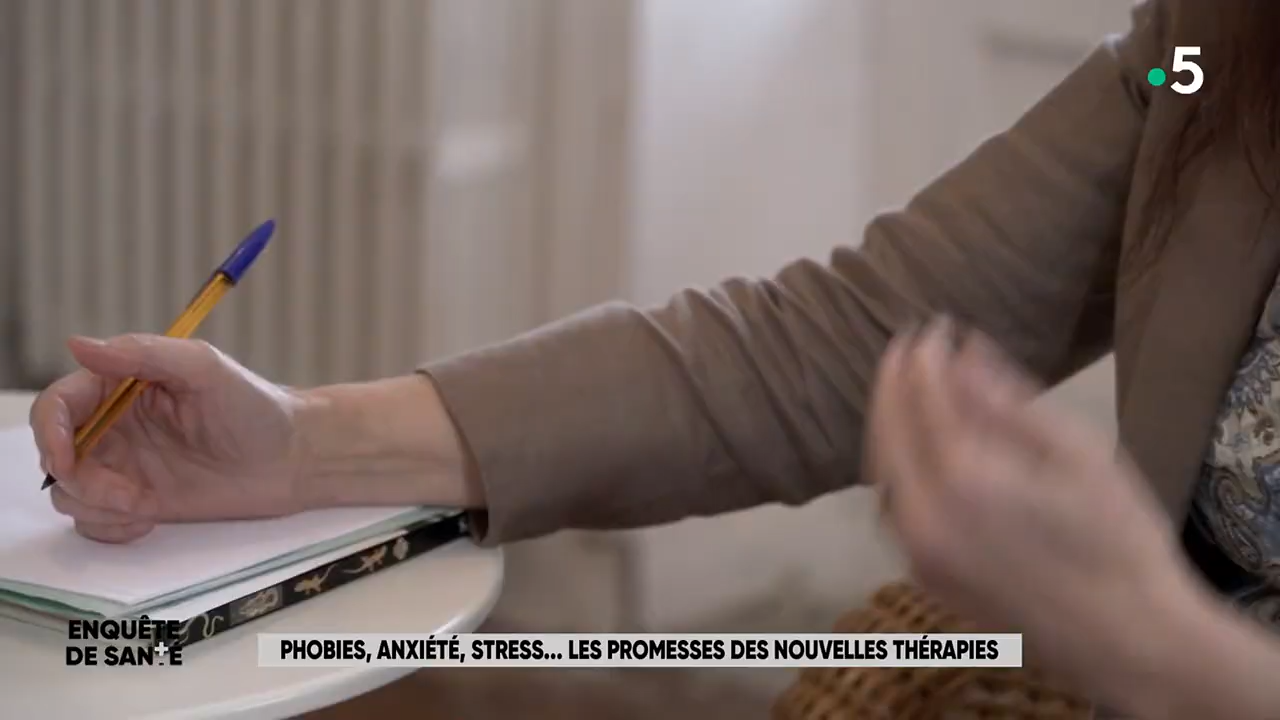 5
ENQUÊTE
DE SANTÉ
PHOBIES, ANXIÉTÉ, STRESS... LES PROMESSES DES NOUVELLES THÉRAPIES